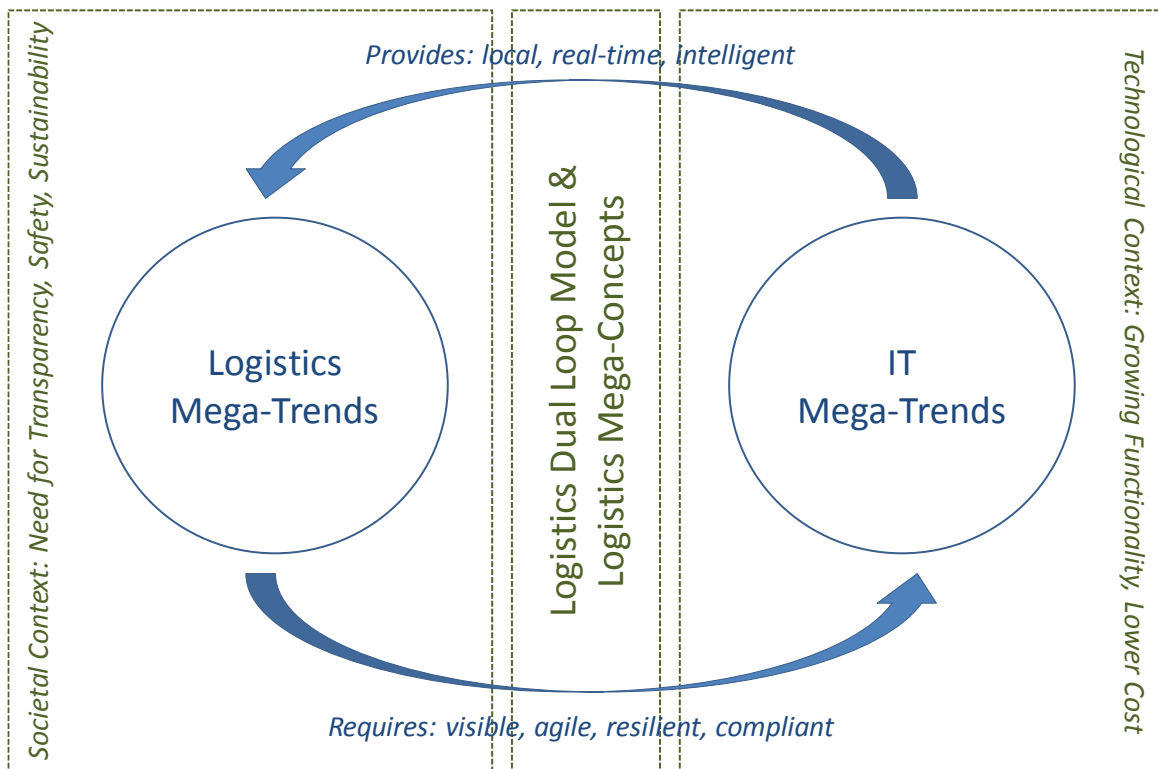 Societal Context: Need for Transparency, Safety, Sustainability
Provides: local, real-time, intelligent
Logistics
Mega-Trends
Logistics Dual Loop Model &
Logistics Mega-Concepts
IT
Mega-Trends
Requires: visible, agile, resilient, compliant
Technological Context: Growing Functionality, Lower Cost